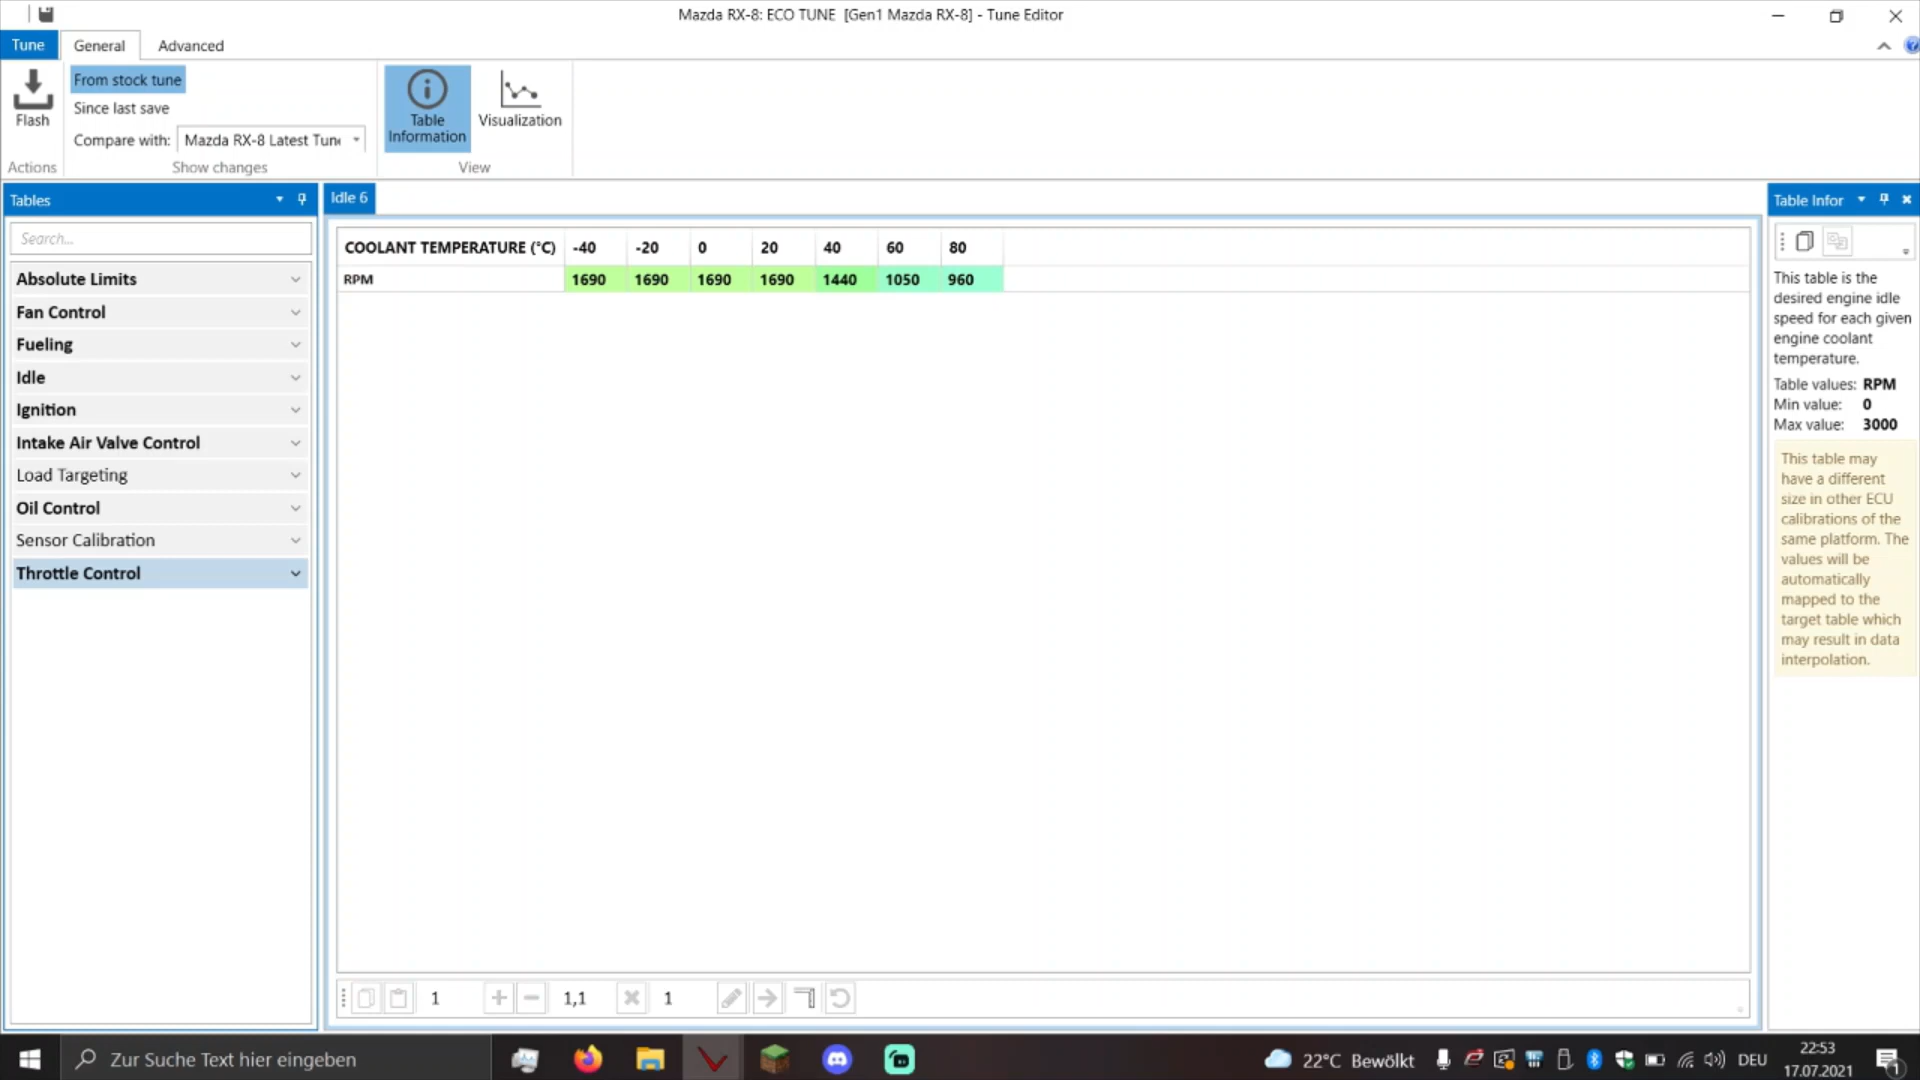 Mazda RX-8: ECO TUNE [Gen1 Mazda RX-8] - Tune Editor
Tune
General
Advanced
Flash
Actions
From stock tune
Since last save
Compare with:
Show changes
Table
Information
Visualization
View
Tables
Search...
Absolute Limits
Fan Control
Fueling
Idle
Ignition
Intake Air Valve Control
Load Targeting
Oil Control
Sensor Calibration
Throttle Control
Idle 6
COOLANT TEMPERATURE (°C) -40 -20 0 20 40 60 80
RPM 1690 1690 1690 1690 1440 1050 960
1 1,1 1
Table Infor
This table is the
desired engine idle
speed for each given
engine coolant
temperature.
Table values: RPM
Min value: 0
Max value: 3000
This table may
have a different
size in other ECU
calibrations of the
same platform. The
values will be
automatically
mapped to the
target table which
may result in data
interpolation.
Zur Suche Text hier eingeben
22°C Bewölkt
DEU
22:53
17.07.2021
1